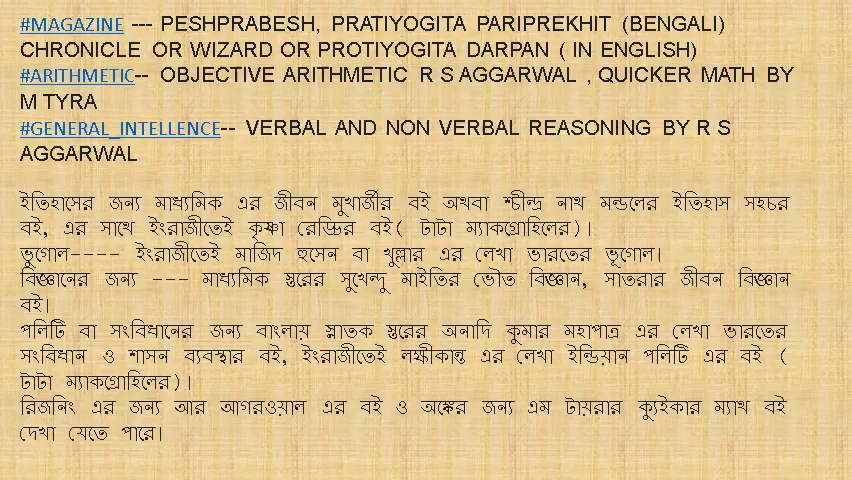 #MAGAZINE --- PESHPRABESH, PRATIYOGITA PARIPREKHIT (BENGALI)
CHRONICLE OR WIZARD OR PROTIYOGITA DARPAN ( IN ENGLISH)
#ARITHMETIC-- OBJECTIVE ARITHMETIC R S AGGARWAL , QUICKER MATH BY
M TYRA
#GENERAL_INTELLENCE-- VERBAL AND NON VERBAL REASONING BY R S
AGGARWAL
ইতিহাসের জন্য মাধ্যমিক এর জীবন মুখার্জীর বই অথবা শচীন্দ্র নাথ মন্ডলের ইতিহাস সহচর
বই, এর সাথে ইংরাজীতেই কৃষ্ণা রেড্ডির বই( টাটা ম্যাকগ্রোহিলের)।
ভুগোল---- ইংরাজীতেই মাজিদ হুসেন বা খুল্লার এর লেখা ভারতের ভূগোল।
বিজ্ঞানের জন্য --- মাধ্যমিক স্তরের সুখেন্দু মাইতির ভৌত বিজ্ঞান, সাতরার জীবন বিজ্ঞান
বই।
পলিটি বা সংবিধানের জন্য বাংলায় স্নাতক স্তরের অনাদি কুমার মহাপাত্র এর লেখা ভারতের
সংবিধান ও শাসন ব্যবস্থার বই, ইংরাজীতেই লক্ষীকান্ত এর লেখা ইন্ডিয়ান পলিটি এর বই (
টাটা ম্যাকগ্রোহিলের)।
রিজনিং এর জন্য আর আগরওয়াল এর বই ও অঙ্কের জন্য এম টায়রার ক্যুইকার ম্যাথ বই
দেখা যেতে পারে।